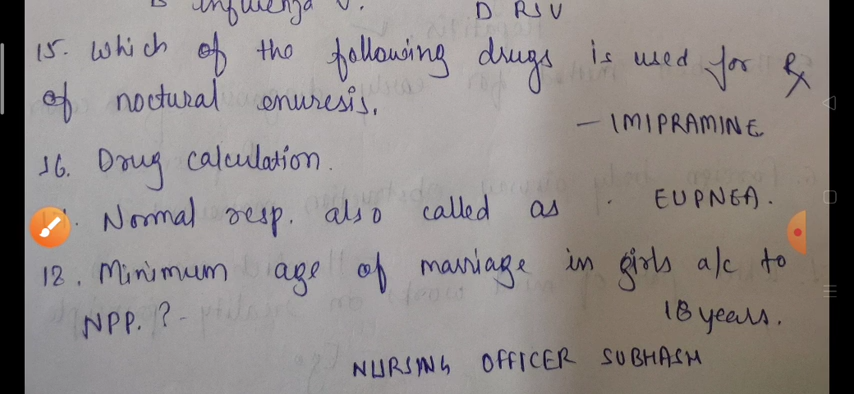 B influenza V.
D RSV
15. Which of the following drugs is used for ℞
of noctural enuresis.
– IMIPRAMINE
16. Drug calculation.
. Normal resp. also called as . EUPNEA.
18. Minimum age of marriage in girls a/c to
NPP. ? - 18 years.
NURSING OFFICER SUBHASH